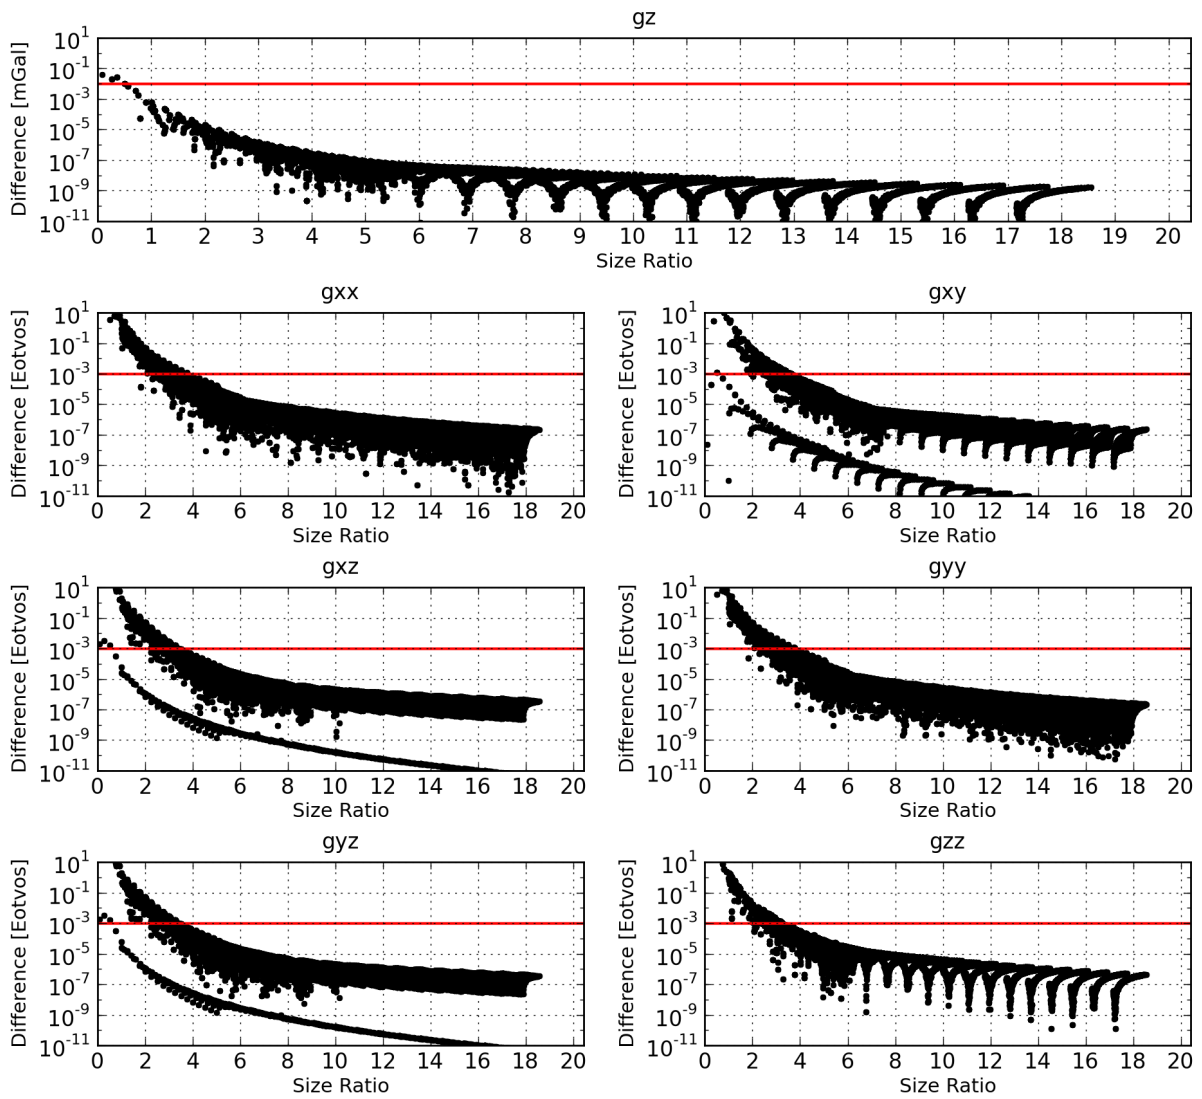 gz
Difference [mGal]
10^1
10^-1
10^-3
10^-5
10^-7
10^-9
10^-11
0 1 2 3 4 5 6 7 8 9 10 11 12 13 14 15 16 17 18 19 20
Size Ratio
gxx
Difference [Eotvos]
10^1
10^-1
10^-3
10^-5
10^-7
10^-9
10^-11
0 2 4 6 8 10 12 14 16 18 20
Size Ratio
gxy
Difference [Eotvos]
10^1
10^-1
10^-3
10^-5
10^-7
10^-9
10^-11
0 2 4 6 8 10 12 14 16 18 20
Size Ratio
gxz
Difference [Eotvos]
10^1
10^-1
10^-3
10^-5
10^-7
10^-9
10^-11
0 2 4 6 8 10 12 14 16 18 20
Size Ratio
gyy
Difference [Eotvos]
10^1
10^-1
10^-3
10^-5
10^-7
10^-9
10^-11
0 2 4 6 8 10 12 14 16 18 20
Size Ratio
gyz
Difference [Eotvos]
10^1
10^-1
10^-3
10^-5
10^-7
10^-9
10^-11
0 2 4 6 8 10 12 14 16 18 20
Size Ratio
gzz
Difference [Eotvos]
10^1
10^-1
10^-3
10^-5
10^-7
10^-9
10^-11
0 2 4 6 8 10 12 14 16 18 20
Size Ratio